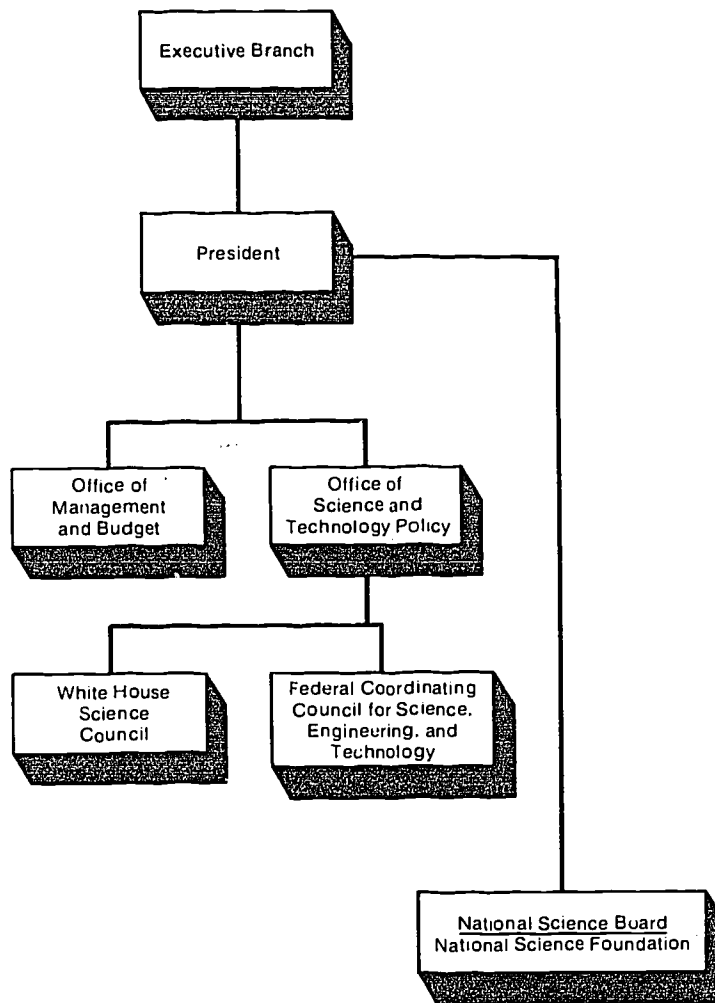 Executive Branch
President
Office of
Management
and Budget
Office of
Science and
Technology Policy
White House
Science
Council
Federal Coordinating
Council for Science,
Engineering, and
Technology
National Science Board
National Science Foundation